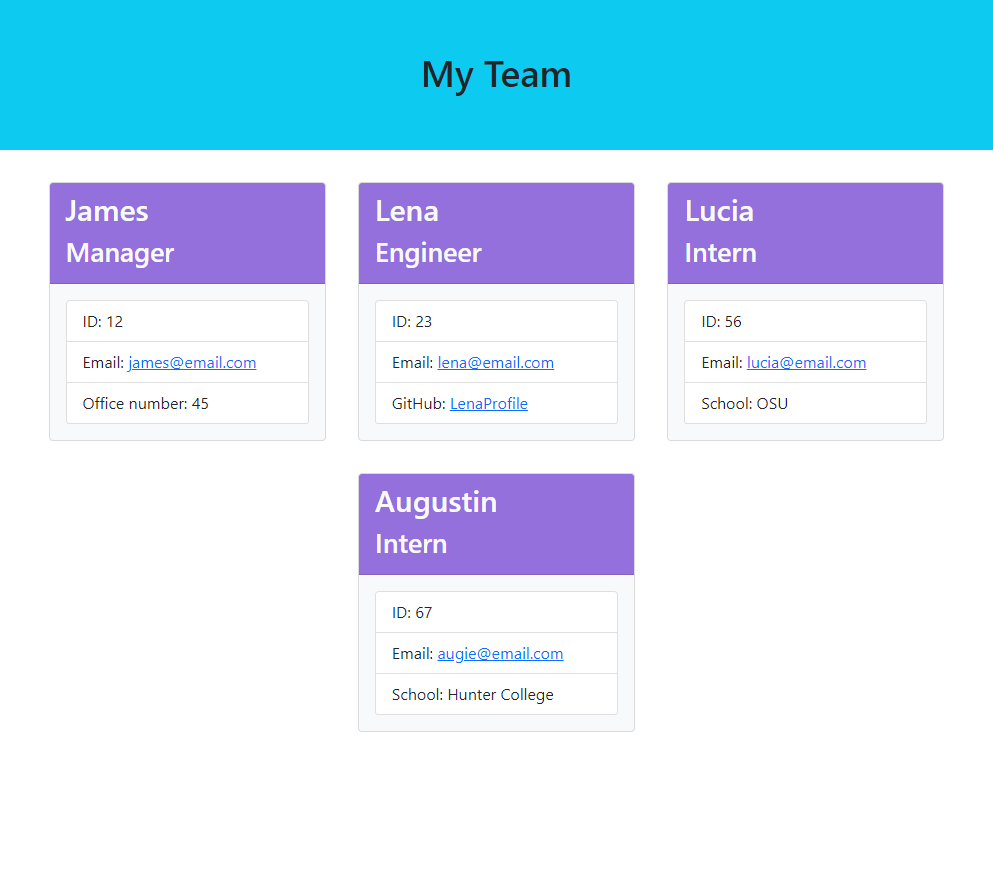 My Team
James
Manager
ID: 12
Email: james@email.com
Office number: 45
Lena
Engineer
ID: 23
Email: lena@email.com
GitHub: LenaProfile
Lucia
Intern
ID: 56
Email: lucia@email.com
School: OSU
Augustin
Intern
ID: 67
Email: augie@email.com
School: Hunter College